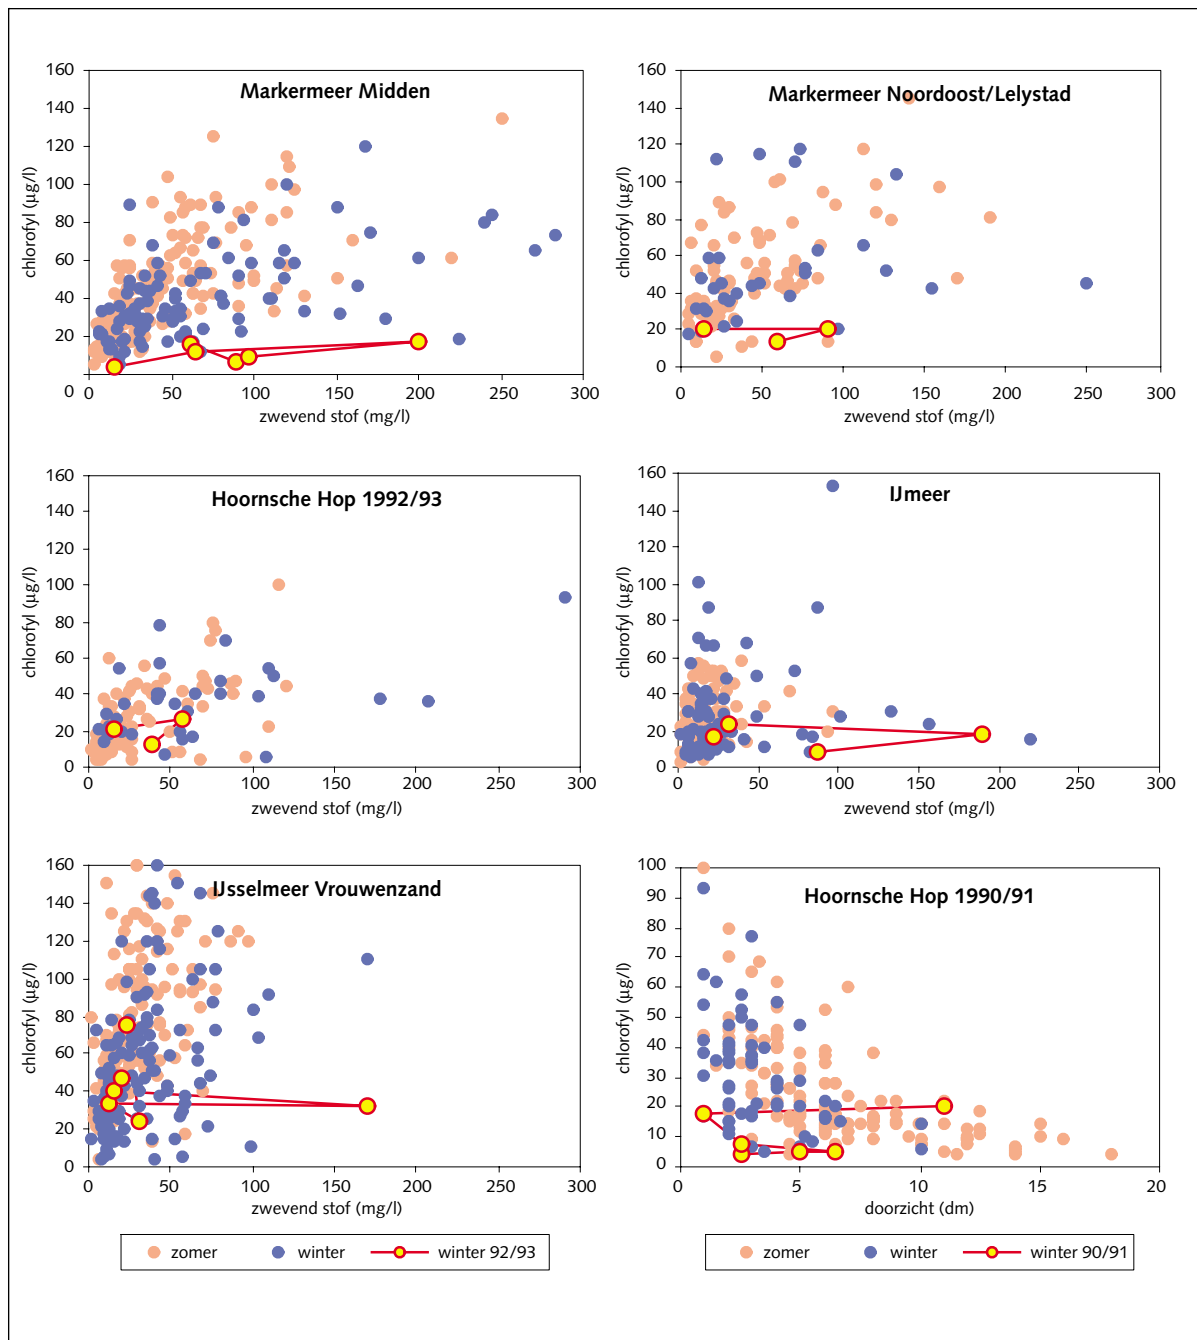 Markermeer Midden
chlorofyl (µg/l)
160
140
120
100
80
60
40
20
0
0 50 100 150 200 250 300
zwevend stof (mg/l)
Markermeer Noordoost/Lelystad
chlorofyl (µg/l)
160
140
120
100
80
60
40
20
0
0 50 100 150 200 250 300
zwevend stof (mg/l)
Hoornsche Hop 1992/93
chlorofyl (µg/l)
160
140
120
100
80
60
40
20
0
0 50 100 150 200 250 300
zwevend stof (mg/l)
IJmeer
chlorofyl (µg/l)
160
140
120
100
80
60
40
20
0
0 50 100 150 200 250 300
zwevend stof (mg/l)
IJsselmeer Vrouwenzand
chlorofyl (µg/l)
160
140
120
100
80
60
40
20
0
0 50 100 150 200 250 300
zwevend stof (mg/l)
Hoornsche Hop 1990/91
chlorofyl (µg/l)
100
90
80
70
60
50
40
30
20
10
0
0 5 10 15 20
doorzicht (dm)
zomer winter winter 92/93
zomer winter winter 90/91